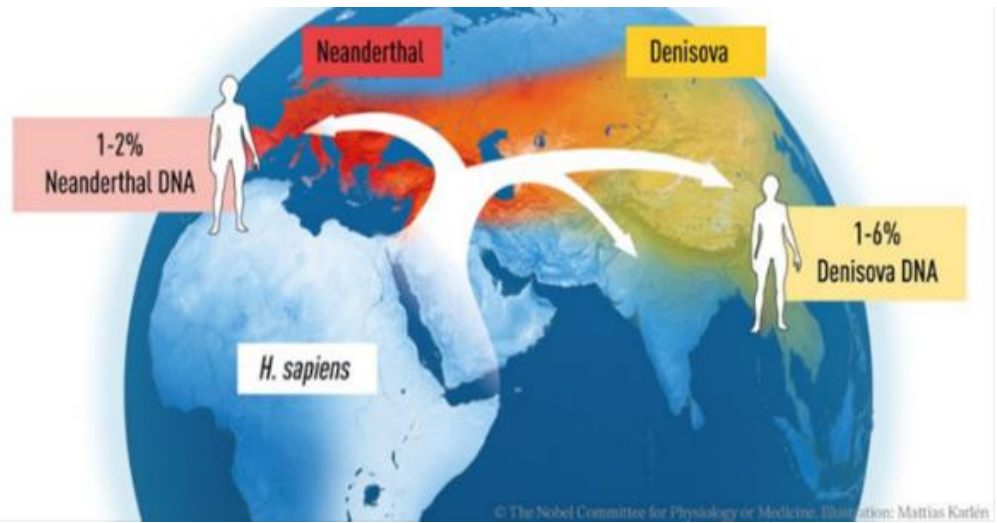 Neanderthal
Denisova
1-2%
Neanderthal DNA
1-6%
Denisova DNA
H. sapiens
© The Nobel Committee for Physiology or Medicine. Illustration: Mattias Karlén